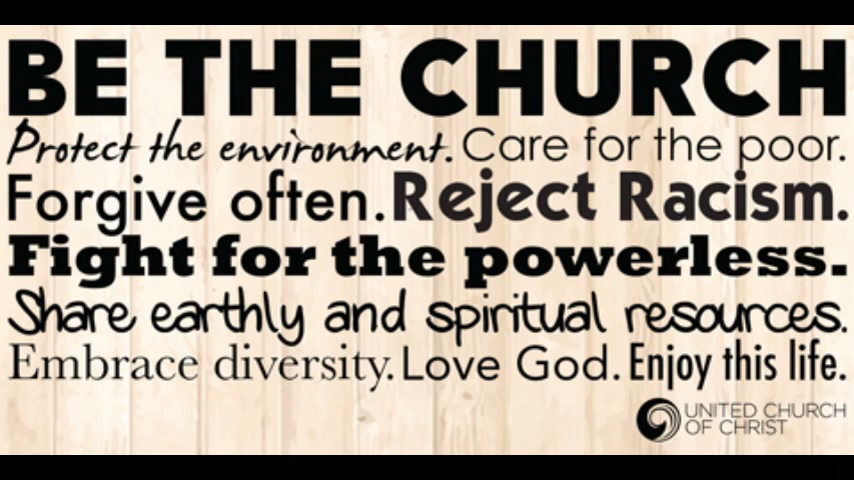 BE THE CHURCH
Protect the environment. Care for the poor.
Forgive often. Reject Racism.
Fight for the powerless.
Share earthly and spiritual resources.
Embrace diversity. Love God. Enjoy this life.
UNITED CHURCH
OF CHRIST